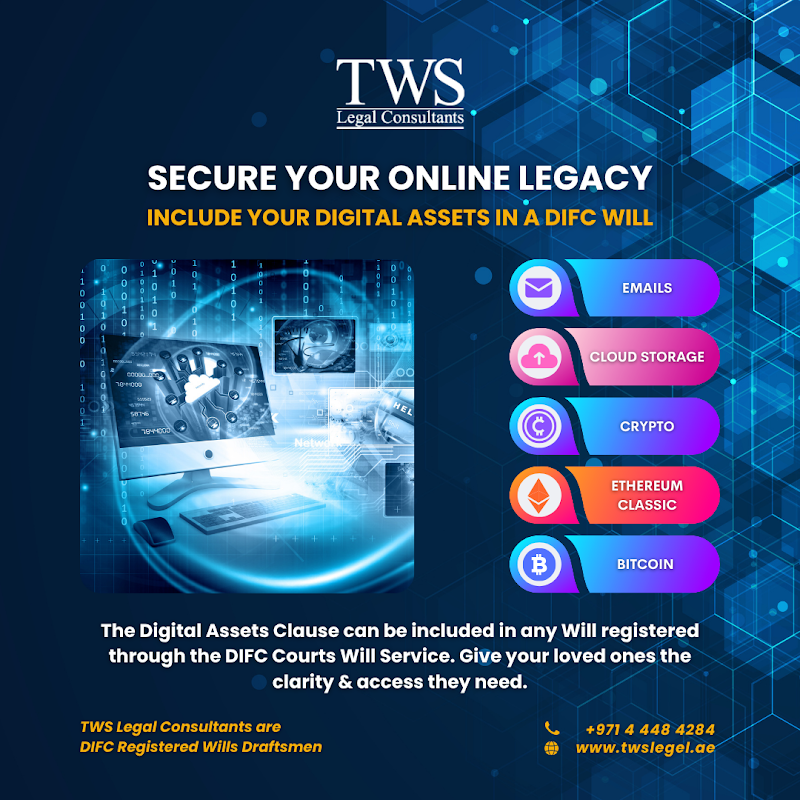 TWS
Legal Consultants
SECURE YOUR ONLINE LEGACY
INCLUDE YOUR DIGITAL ASSETS IN A DIFC WILL
EMAILS
CLOUD STORAGE
CRYPTO
ETHEREUM
CLASSIC
BITCOIN
HEL
Network
The Digital Assets Clause can be included in any Will registered
through the DIFC Courts Will Service. Give your loved ones the
clarity & access they need.
TWS Legal Consultants are
DIFC Registered Wills Draftsmen
+971 4 448 4284
www.twslegel.ae